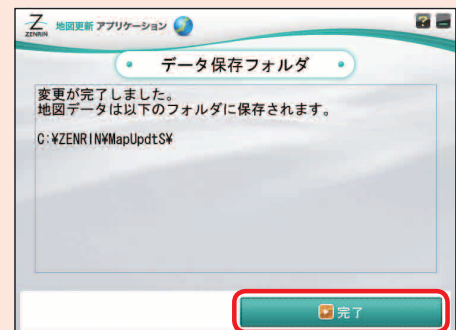 Z ZENRIN 地図更新 アプリケーション ?
データ保存フォルダ
変更が完了しました。
地図データは以下のフォルダに保存されます。
C:¥ZENRIN¥MapUpdtS¥
完了